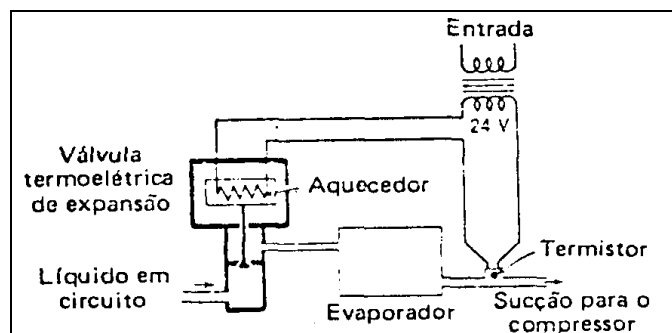 Entrada
24 V
Válvula
termoelétrica
de expansão
Aquecedor
Termistor
Líquido em
circuito
Evaporador
Sucção para o
compressor